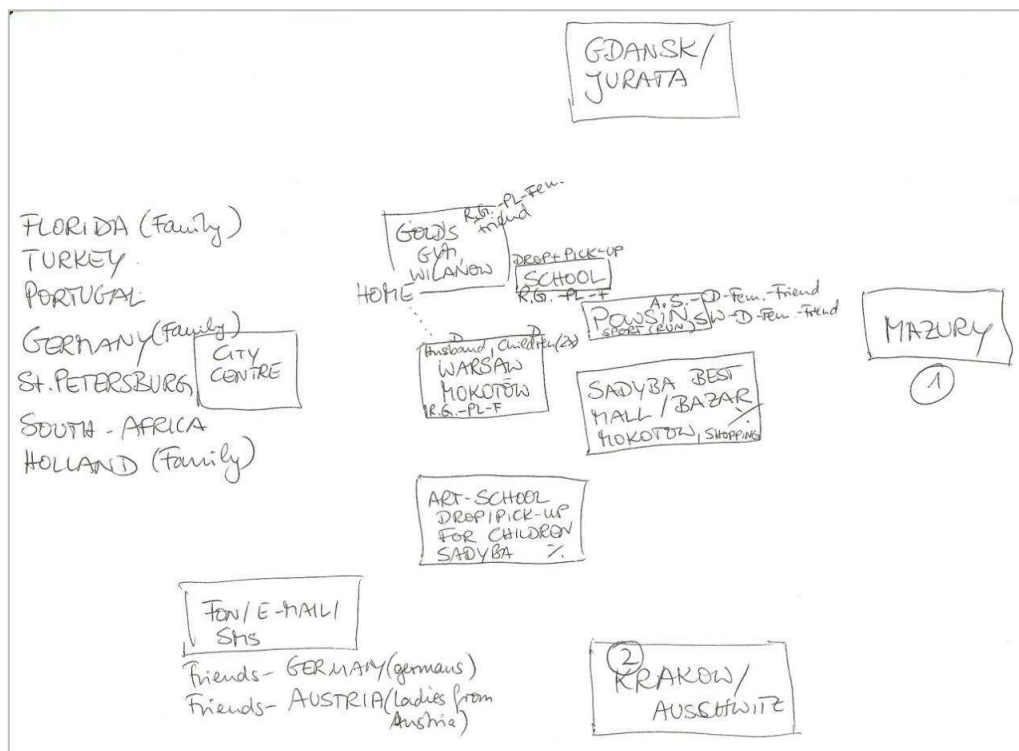 GDANSK/
JURATA
FLORIDA (Family)
TURKEY
PORTUGAL
GERMANY (Family)
St. PETERSBURG
SOUTH-AFRICA
HOLLAND (Family)
CITY
CENTRE
R.G.-PL-Fem.
Friend
GOLDS
GYM
WILANOW
HOME
DROP+PICK-UP
SCHOOL
R.G.-PL-F
A.S.-D-Fem.-Friend
POWSIN SW-D-Fem.-Friend
SPORT (RUN)
D D
Husband, Children (2x)
WARSAW
MOKOTÓW
R.G.-PL-F
MAZURY
1
SADYBA BEST
MALL/BAZAR
%
MOKOTOW, SHOPPING
ART-SCHOOL
DROP/PICK-UP
FOR CHILDREN
SADYBA %
FON/E-MAIL/
SMS
Friends- GERMANY (germans)
Friends- AUSTRIA (Ladies from
Austria)
2
KRAKOW/
AUSSCHWITZ